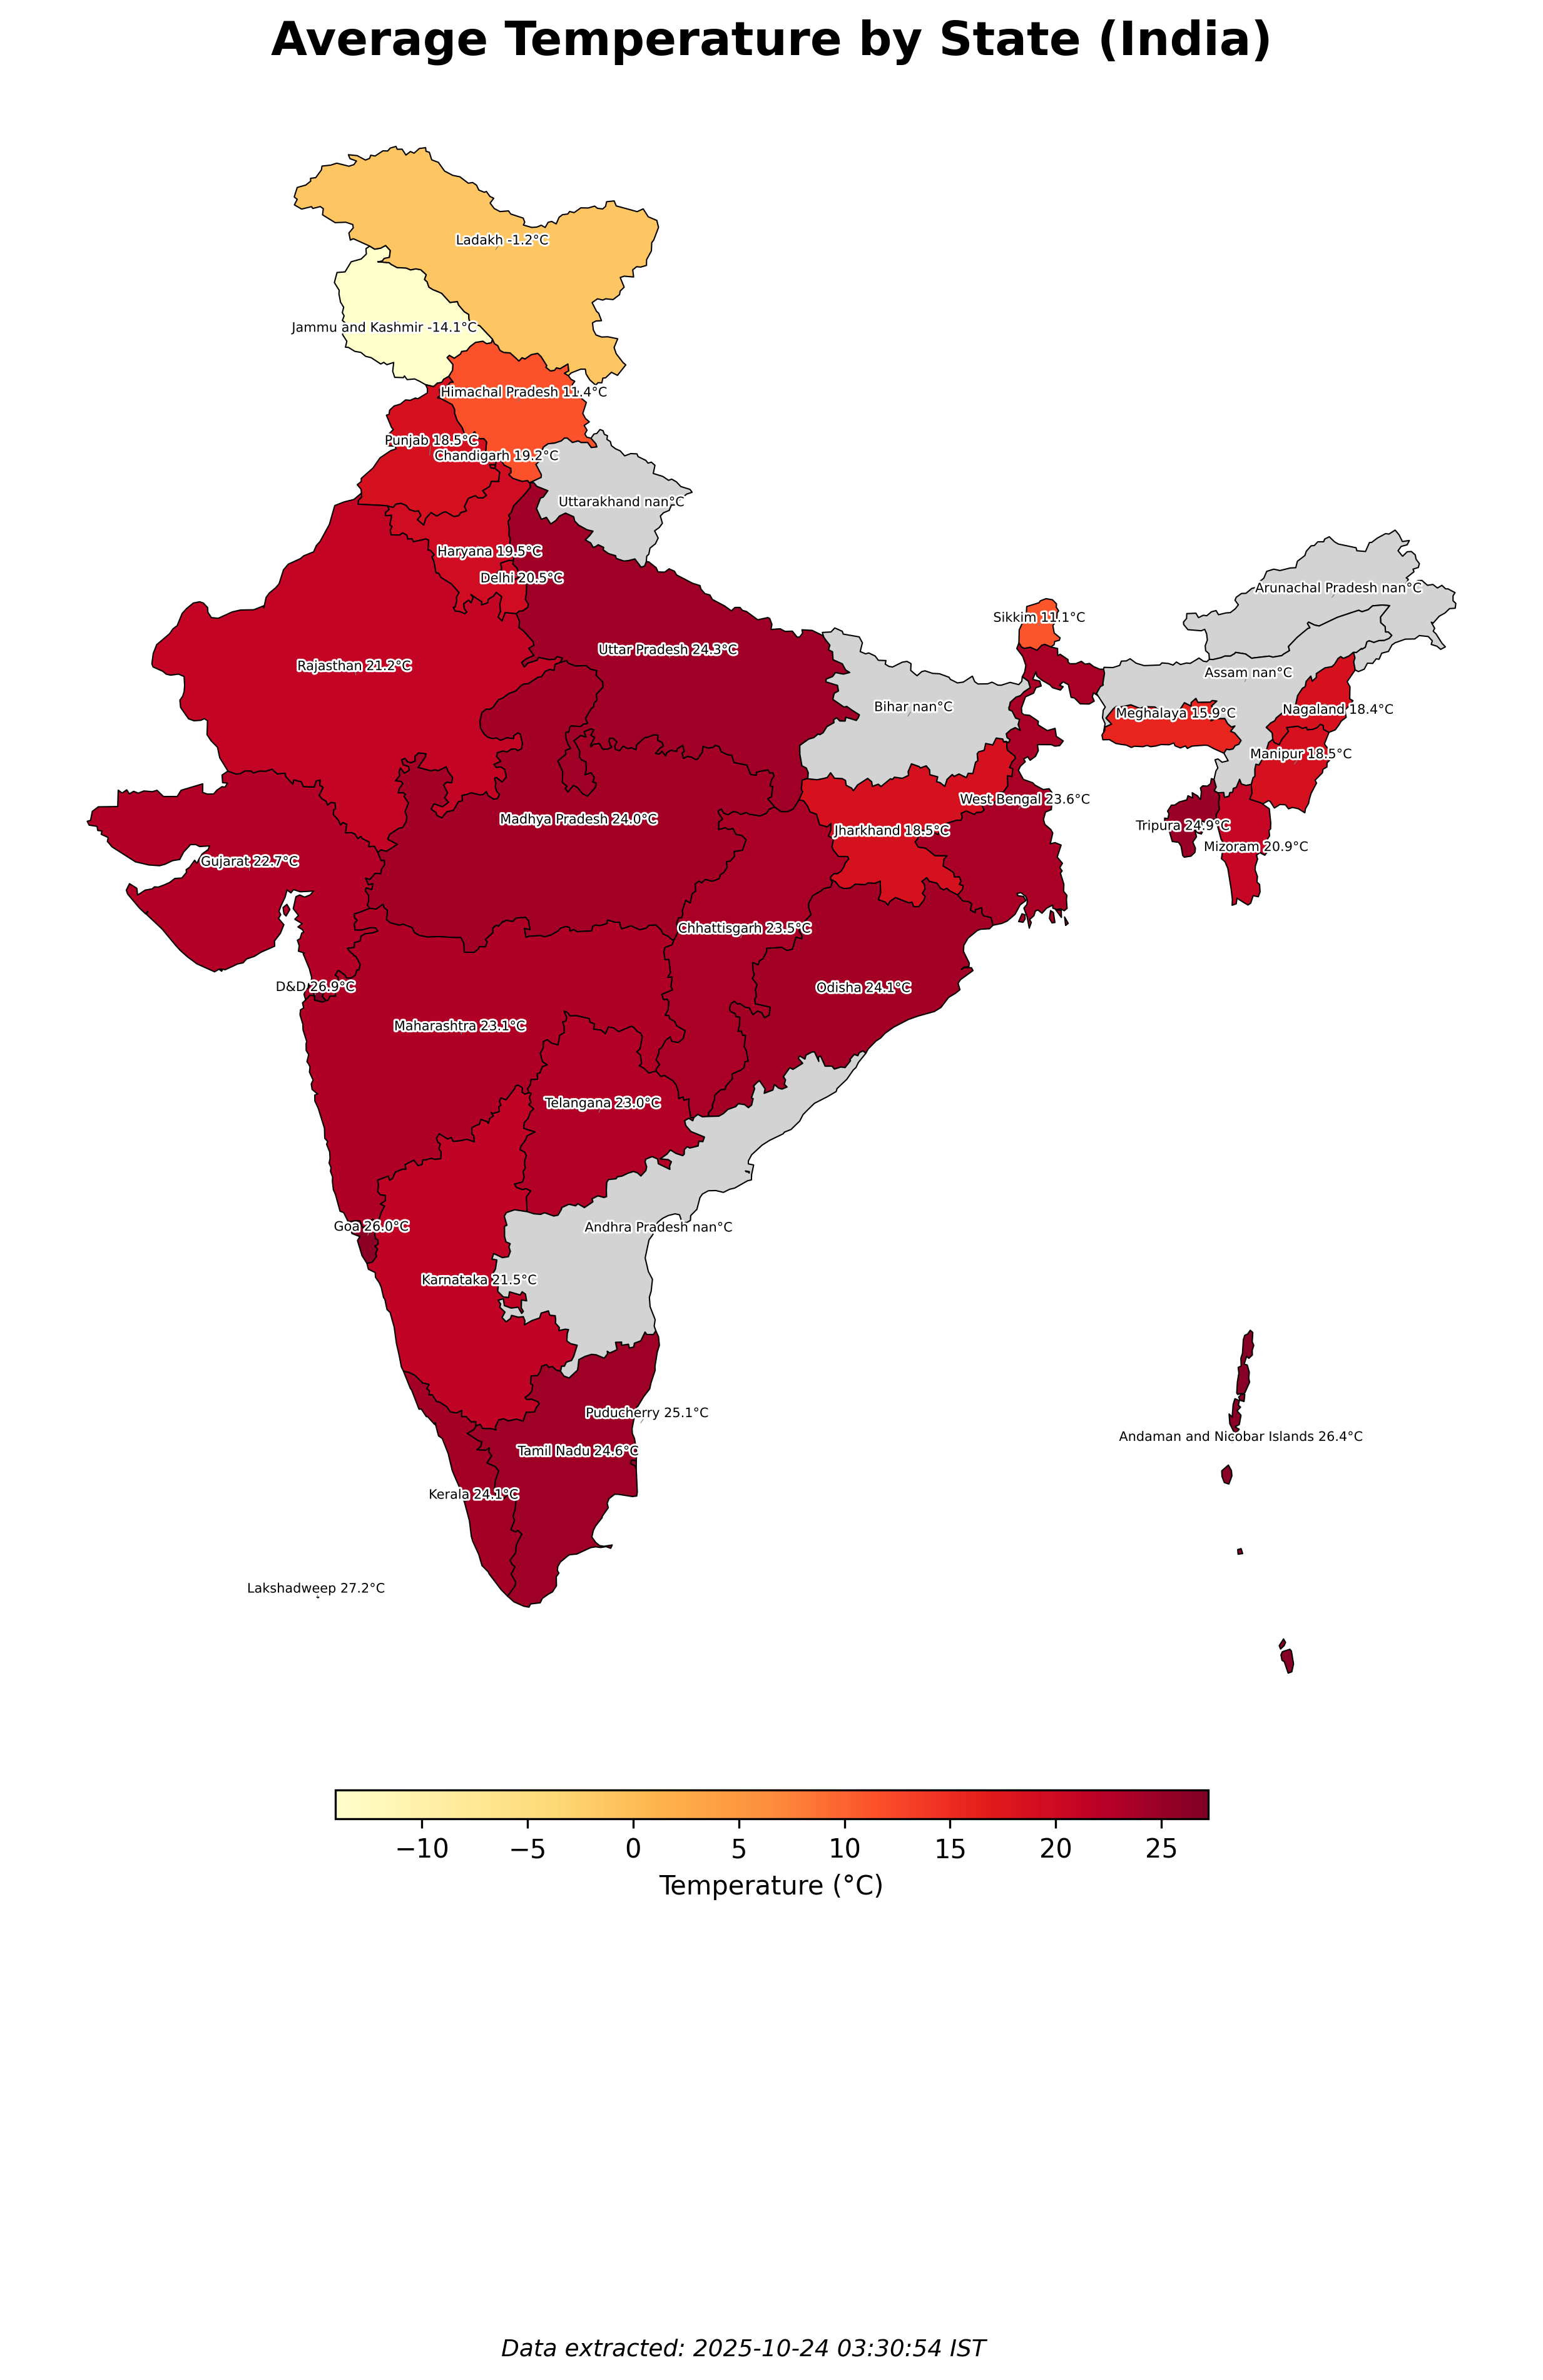 Average Temperature by State (India)
Ladakh -1.2°C
Jammu and Kashmir -14.1°C
Himachal Pradesh 11.4°C
Punjab 18.5°C
Chandigarh 19.2°C
Uttarakhand nan°C
Haryana 19.5°C
Delhi 20.5°C
Arunachal Pradesh nan°C
Sikkim 11.1°C
Uttar Pradesh 24.3°C
Rajasthan 21.2°C
Assam nan°C
Bihar nan°C
Meghalaya 15.9°C
Nagaland 18.4°C
Manipur 18.5°C
West Bengal 23.6°C
Madhya Pradesh 24.0°C
Tripura 24.9°C
Jharkhand 18.5°C
Mizoram 20.9°C
Gujarat 22.7°C
Chhattisgarh 23.5°C
D&D 26.9°C
Odisha 24.1°C
Maharashtra 23.1°C
Telangana 23.0°C
Goa 26.0°C
Andhra Pradesh nan°C
Karnataka 21.5°C
Puducherry 25.1°C
Andaman and Nicobar Islands 26.4°C
Tamil Nadu 24.6°C
Kerala 24.1°C
Lakshadweep 27.2°C
−10 −5 0 5 10 15 20 25
Temperature (°C)
Data extracted: 2025-10-24 03:30:54 IST